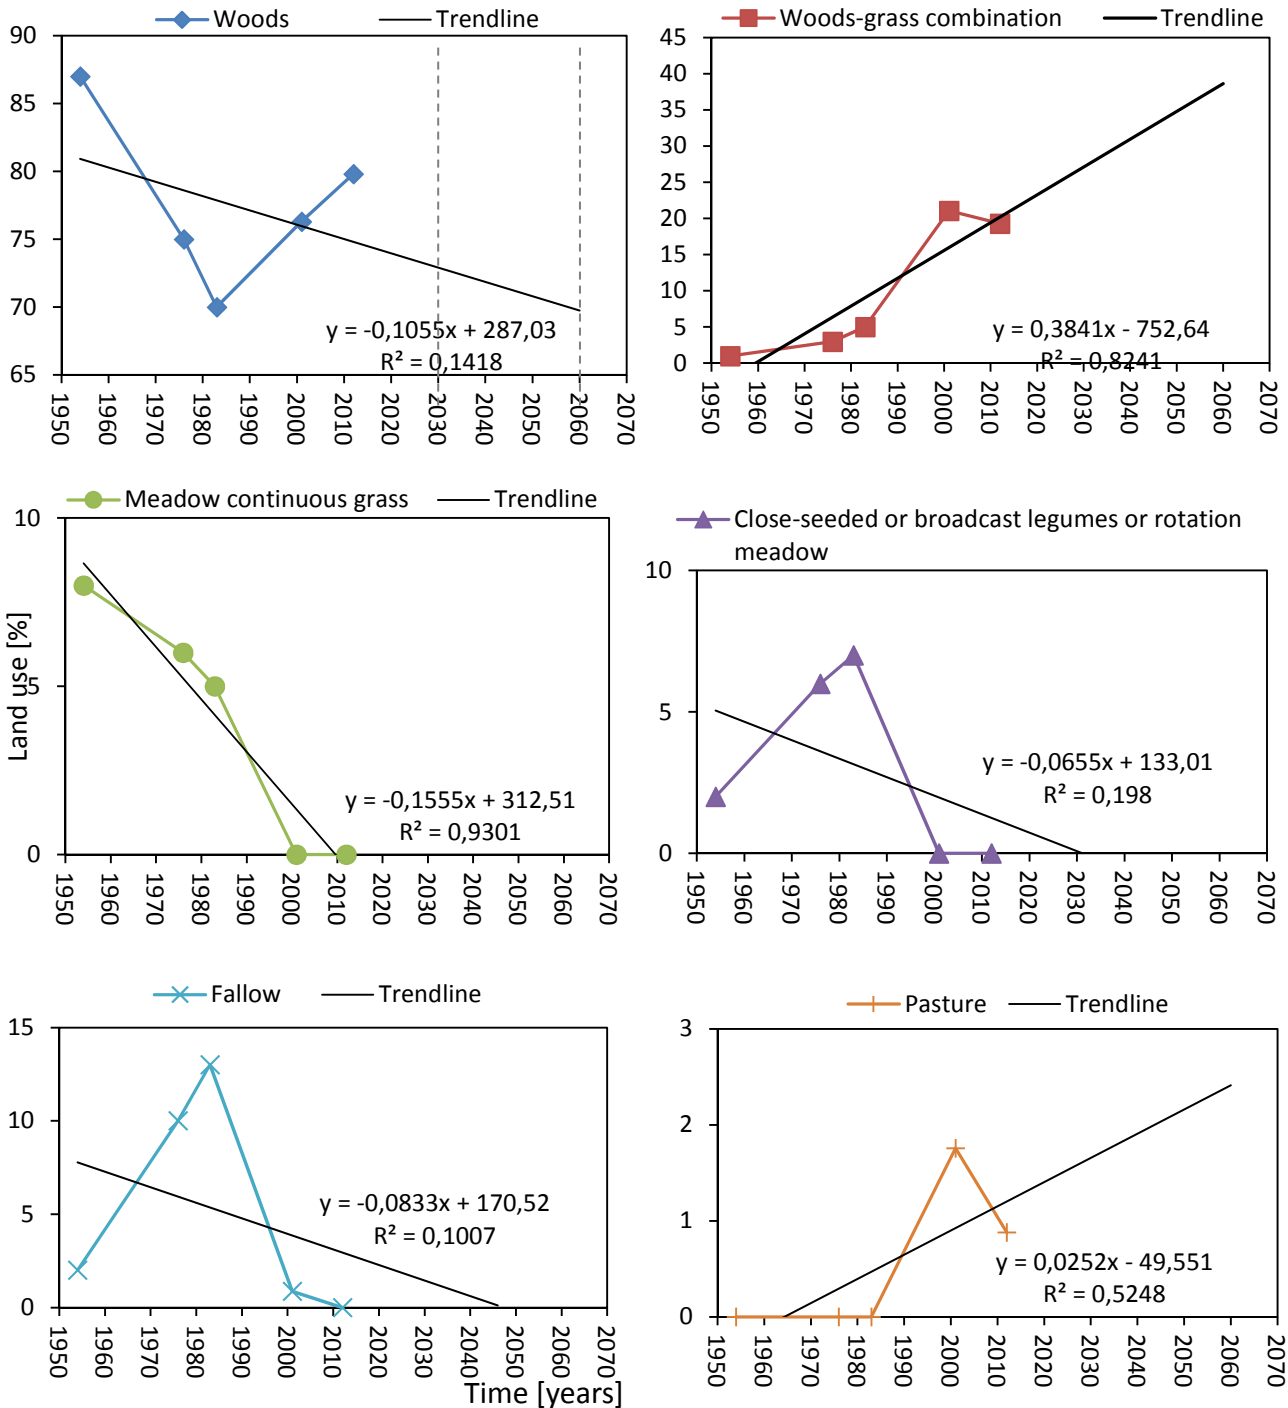 Woods Trendline
90
85
80
75
70
65
y = -0,1055x + 287,03
R² = 0,1418
1950 1960 1970 1980 1990 2000 2010 2020 2030 2040 2050 2060 2070
Woods-grass combination Trendline
45
40
35
30
25
20
15
10
5
0
y = 0,3841x - 752,64
R² = 0,8241
1950 1960 1970 1980 1990 2000 2010 2020 2030 2040 2050 2060 2070
Meadow continuous grass Trendline
Land use [%]
10
5
0
y = -0,1555x + 312,51
R² = 0,9301
1950 1960 1970 1980 1990 2000 2010 2020 2030 2040 2050 2060 2070
Close-seeded or broadcast legumes or rotation
meadow
10
5
0
y = -0,0655x + 133,01
R² = 0,198
1950 1960 1970 1980 1990 2000 2010 2020 2030 2040 2050 2060 2070
Fallow Trendline
15
10
5
0
y = -0,0833x + 170,52
R² = 0,1007
1950 1960 1970 1980 1990 2000 2010 2020 2030 2040 2050 2060 2070
Time [years]
Pasture Trendline
3
2
1
0
y = 0,0252x - 49,551
R² = 0,5248
1950 1960 1970 1980 1990 2000 2010 2020 2030 2040 2050 2060 2070